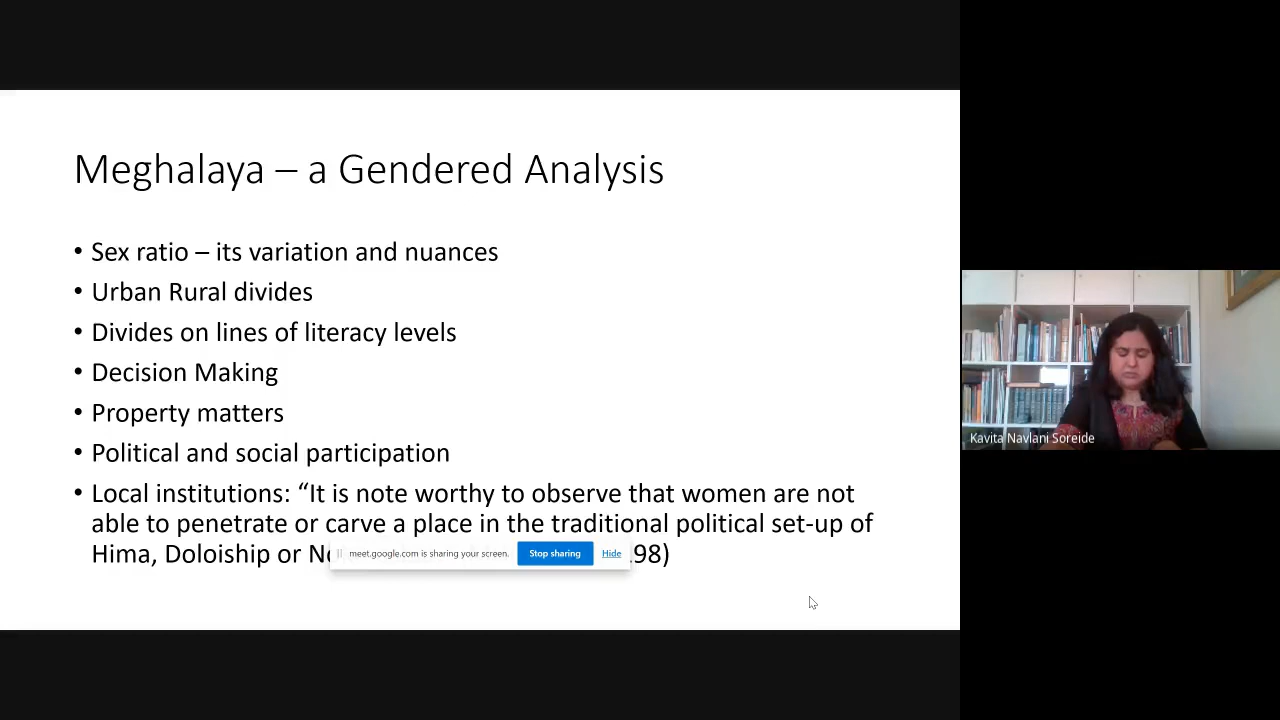 Meghalaya – a Gendered Analysis
• Sex ratio – its variation and nuances
• Urban Rural divides
• Divides on lines of literacy levels
• Decision Making
• Property matters
• Political and social participation
• Local institutions: “It is note worthy to observe that women are not
able to penetrate or carve a place in the traditional political set-up of
Hima, Doloiship or 98)
meet.google.com is sharing your screen. Stop sharing Hide
Kavita Navlani Soreide